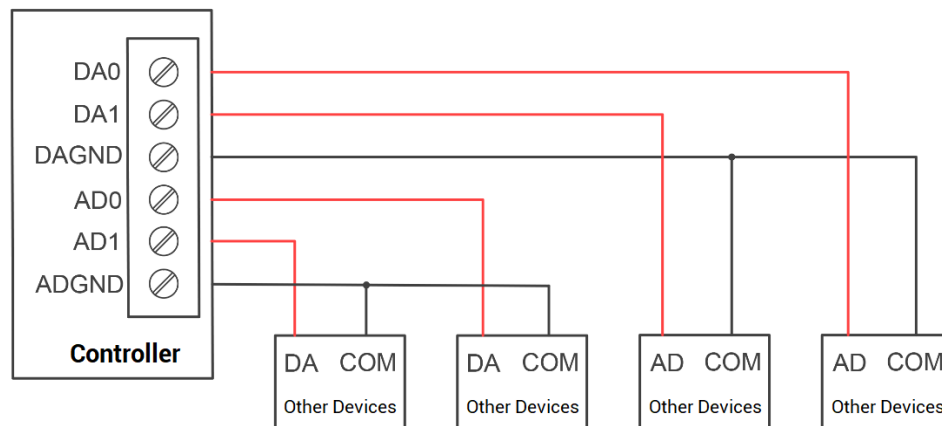 DA0
DA1
DAGND
AD0
AD1
ADGND
Controller
DA COM
Other Devices
DA COM
Other Devices
AD COM
Other Devices
AD COM
Other Devices